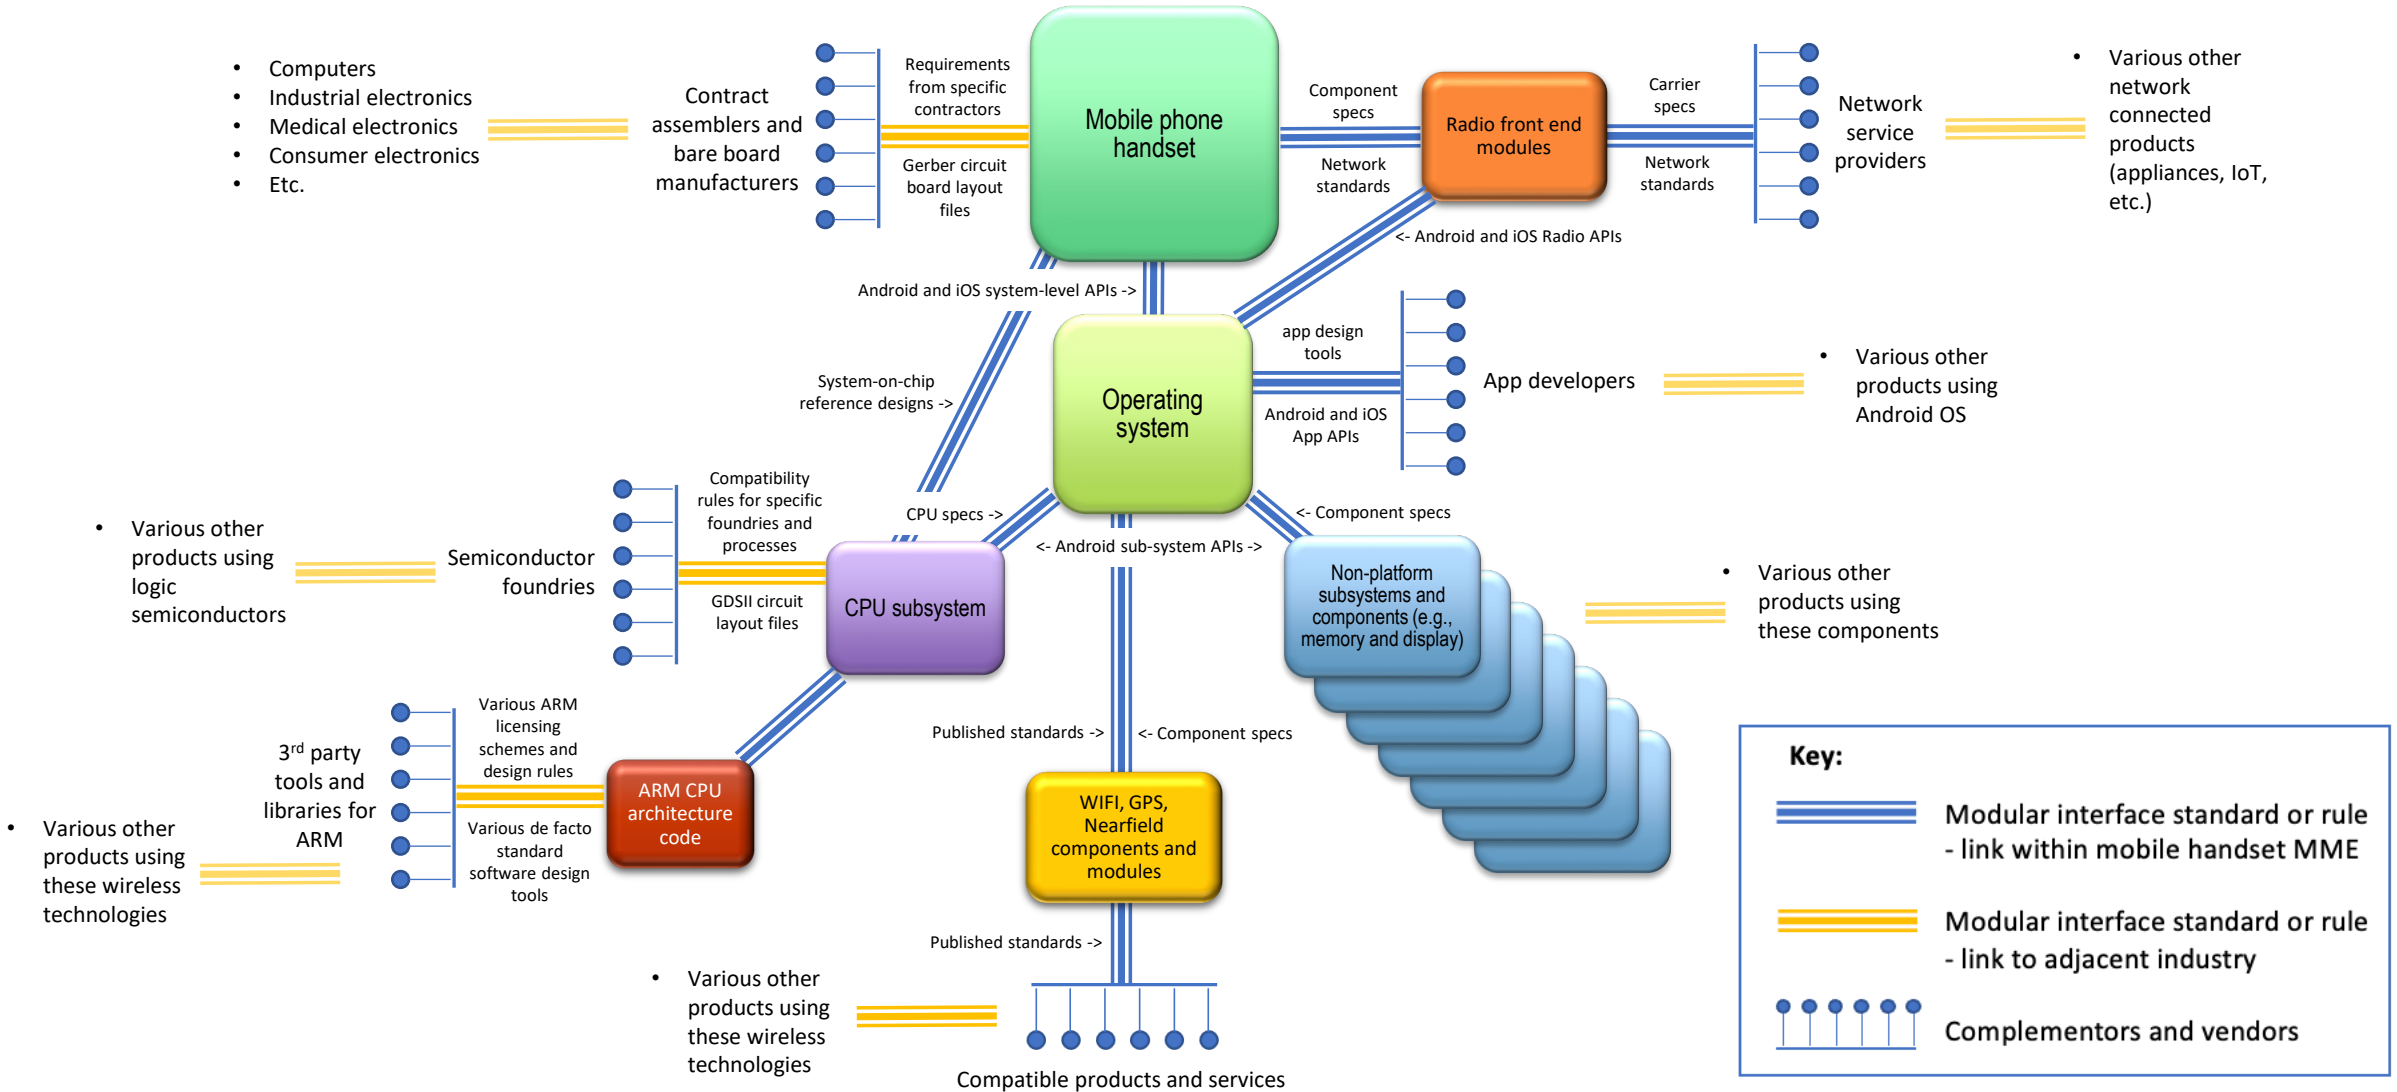 • Computers
• Industrial electronics
• Medical electronics
• Consumer electronics
• Etc.
Contract
assemblers and
bare board
manufacturers
Requirements
from specific
contractors
Gerber circuit
board layout
files
Mobile phone
handset
Component
specs
Network
standards
Radio front end
modules
Carrier
specs
Network
standards
Network
service
providers
• Various other
network
connected
products
(appliances, IoT,
etc.)
<- Android and iOS Radio APIs
Android and iOS system-level APIs ->
System-on-chip
reference designs ->
Operating
system
app design
tools
Android and iOS
App APIs
App developers
• Various other
products using
Android OS
• Various other
products using
logic
semiconductors
Semiconductor
foundries
Compatibility
rules for specific
foundries and
processes
GDSII circuit
layout files
CPU specs ->
CPU subsystem
<- Component specs
<- Android sub-system APIs ->
Non-platform
subsystems and
components (e.g.,
memory and display)
• Various other
products using
these components
• Various other
products using
these wireless
technologies
3rd party
tools and
libraries for
ARM
Various ARM
licensing
schemes and
design rules
Various de facto
standard
software design
tools
ARM CPU
architecture
code
Published standards ->
<- Component specs
WIFI, GPS,
Nearfield
components and
modules
Published standards ->
• Various other
products using
these wireless
technologies
Compatible products and services
Key:
Modular interface standard or rule
- link within mobile handset MME
Modular interface standard or rule
- link to adjacent industry
Complementors and vendors